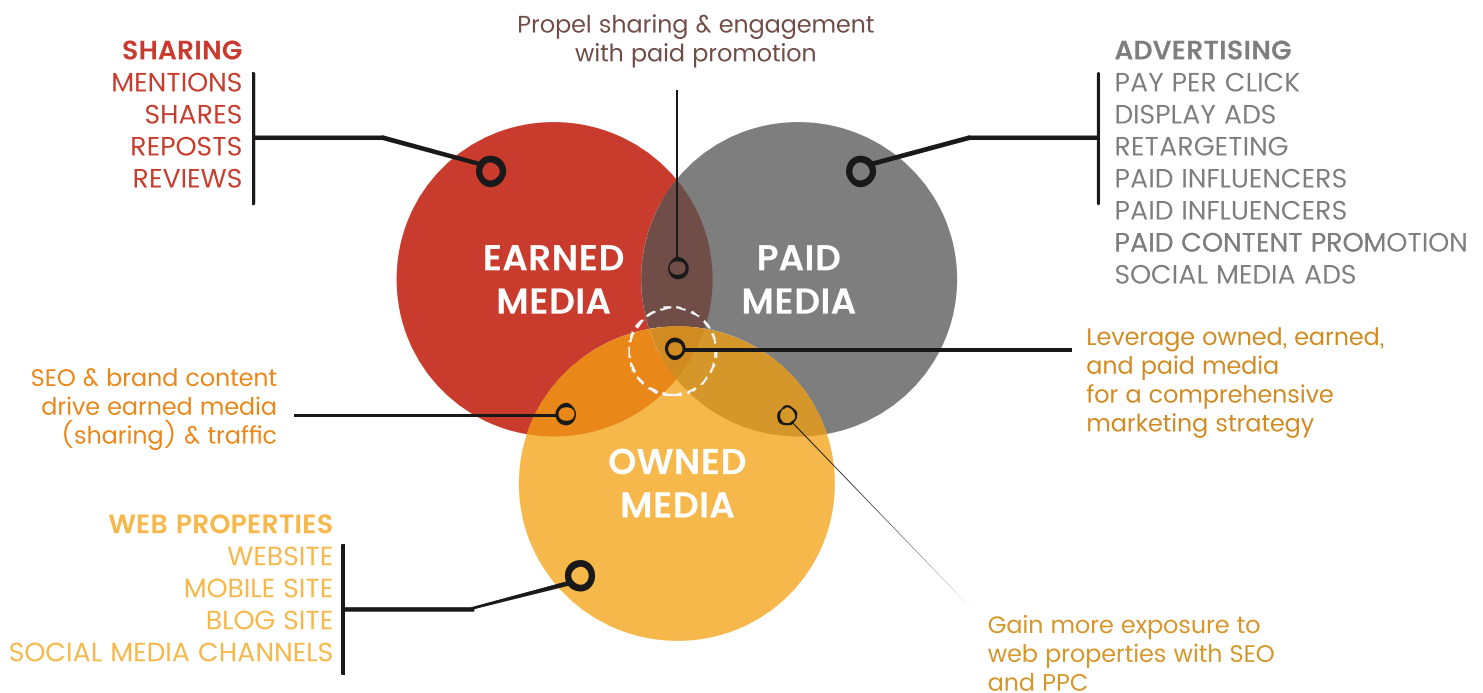 Propel sharing & engagement
with paid promotion
SHARING
MENTIONS
SHARES
REPOSTS
REVIEWS
ADVERTISING
PAY PER CLICK
DISPLAY ADS
RETARGETING
PAID INFLUENCERS
PAID INFLUENCERS
PAID CONTENT PROMOTION
SOCIAL MEDIA ADS
EARNED
MEDIA
PAID
MEDIA
Leverage owned, earned,
and paid media
for a comprehensive
marketing strategy
SEO & brand content
drive earned media
(sharing) & traffic
OWNED
MEDIA
WEB PROPERTIES
WEBSITE
MOBILE SITE
BLOG SITE
SOCIAL MEDIA CHANNELS
Gain more exposure to
web properties with SEO
and PPC